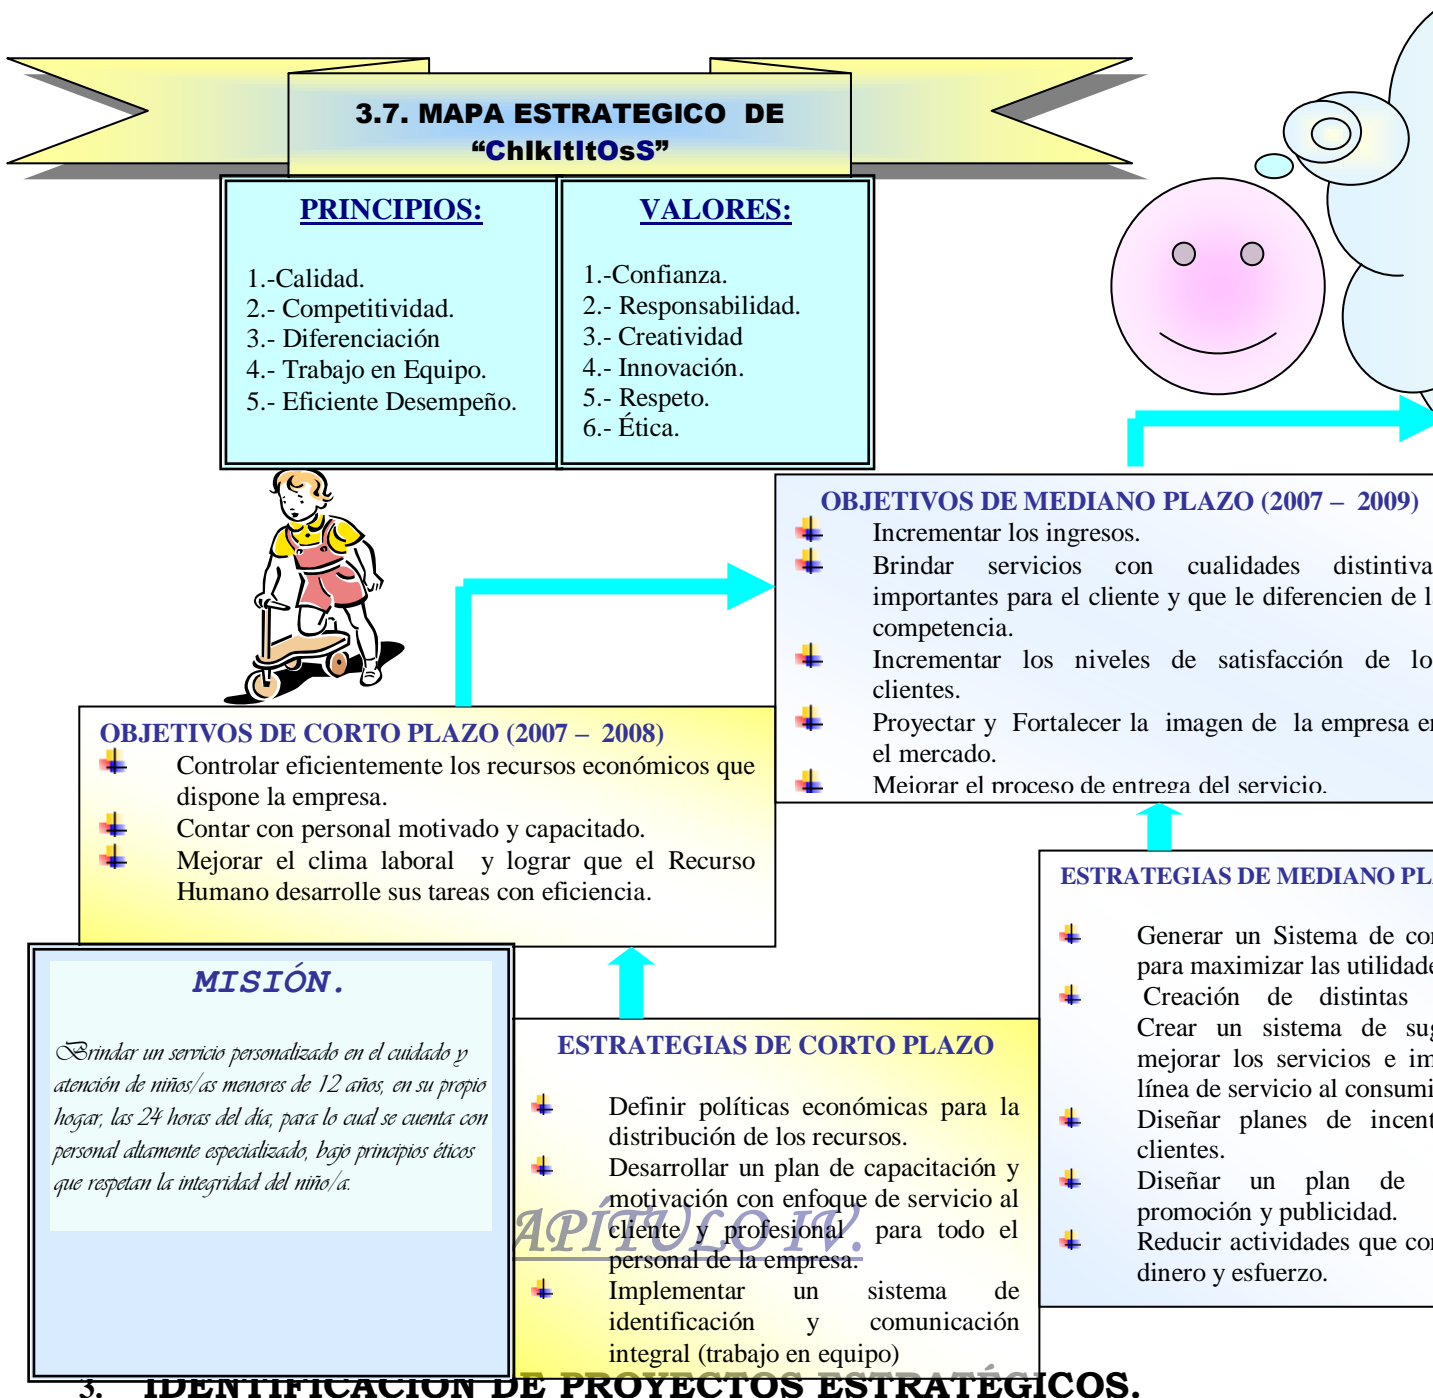 3.7. MAPA ESTRATEGICO DE
“ChIkItItOsS”
PRINCIPIOS:
1.-Calidad.
2.- Competitividad.
3.- Diferenciación
4.- Trabajo en Equipo.
5.- Eficiente Desempeño.
VALORES:
1.-Confianza.
2.- Responsabilidad.
3.- Creatividad
4.- Innovación.
5.- Respeto.
6.- Ética.
OBJETIVOS DE MEDIANO PLAZO (2007 – 2009)
Incrementar los ingresos.
Brindar servicios con cualidades distintiva
importantes para el cliente y que le diferencien de l
competencia.
Incrementar los niveles de satisfacción de lo
clientes.
Proyectar y Fortalecer la imagen de la empresa en
el mercado.
Mejorar el proceso de entrega del servicio.
OBJETIVOS DE CORTO PLAZO (2007 – 2008)
Controlar eficientemente los recursos económicos que
dispone la empresa.
Contar con personal motivado y capacitado.
Mejorar el clima laboral y lograr que el Recurso
Humano desarrolle sus tareas con eficiencia.
MISIÓN.
Brindar un servicio personalizado en el cuidado y
atención de niños/as menores de 12 años, en su propio
hogar, las 24 horas del día, para lo cual se cuenta con
personal altamente especializado, bajo principios éticos
que respetan la integridad del niño/a.
ESTRATEGIAS DE CORTO PLAZO
Definir políticas económicas para la
distribución de los recursos.
Desarrollar un plan de capacitación y
motivación con enfoque de servicio al
cliente y profesional para todo el
personal de la empresa.
Implementar un sistema de
identificación y comunicación
integral (trabajo en equipo)
ESTRATEGIAS DE MEDIANO PL
Generar un Sistema de co
para maximizar las utilidade
Creación de distintas
Crear un sistema de sug
mejorar los servicios e im
línea de servicio al consumi
Diseñar planes de incent
clientes.
Diseñar un plan de
promoción y publicidad.
Reducir actividades que co
dinero y esfuerzo.
APÍTULO IV.
3. IDENTIFICACIÓN DE PROYECTOS ESTRATÉGICOS.